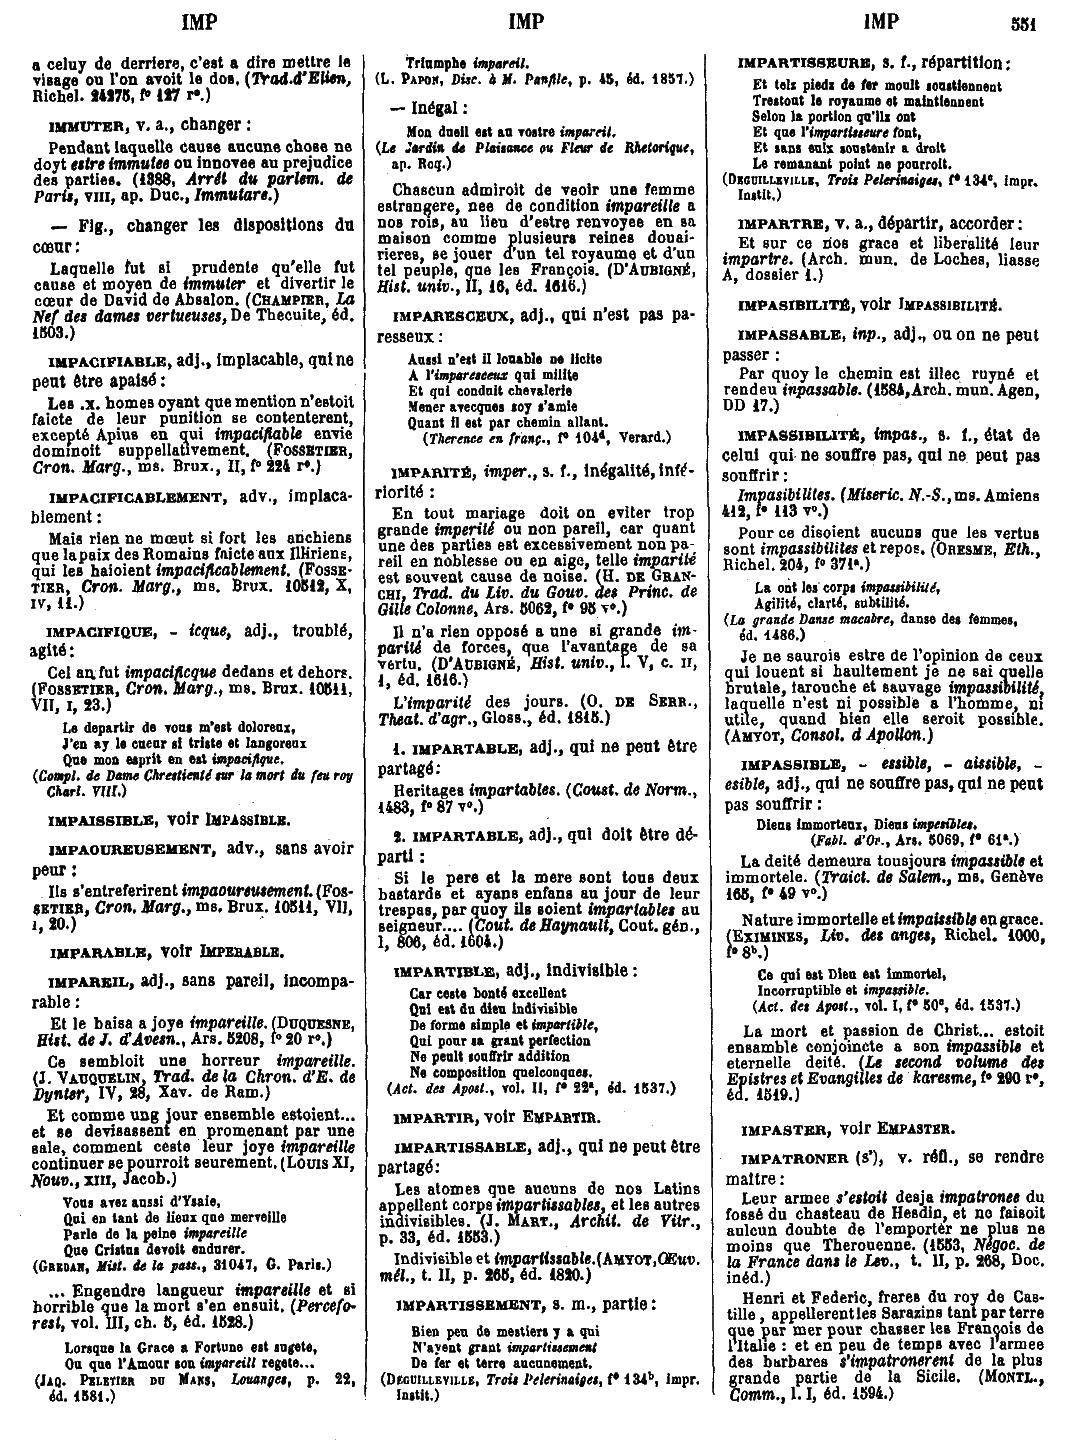 IMP IMP IMP 551
a celuy de derriere, c'est a dire mettre le
visage ou l'on avoit le dos. (Trad. d'Elien,
Richel. 24275, f° 127 r°.)
IMMUTER, v. a., changer :
Pendant laquelle cause aucune chose ne
doyt estre immutee ou innovee au prejudice
des parties. (1388, Arrêt du parlem. de
Paris, VIII, ap. Duc., Immutare.)
— Fig., changer les dispositions du
cœur :
Laquelle fut si prudente qu'elle fut
cause et moyen de immuter et divertir le
cœur de David de Absalon. (CHAMPIER, La
Nef des dames vertueuses, De Thecuite, éd.
1503.)
IMPACIFIABLE, adj., implacable, qui ne
peut être apaisé :
Les .x. homes oyant que mention n'estoit
faicte de leur punition se contenterent,
excepté Apius en qui impacifiable envie
dominoit suppellativement. (FOSSETIER,
Cron. Marg., ms. Brux., II, f° 224 r°.)
IMPACIFICABLEMENT, adv., implaca-
blement :
Mais rien ne mœut si fort les anchiens
que la paix des Romains faicte aux Illiriens,
qui les haioient impacificablement. (FOSSE-
TIER, Cron. Marg., ms. Brux. 10512, X,
IV, 11.)
IMPACIFIQUE, - icque, adj., troublé,
agité :
Cel an fut impacificque dedans et dehors.
(FOSSETIER, Cron. Marg., ms. Brux. 10511,
VII, I, 23.)
Le departir de vous m'est doloreux,
J'en ay le cueur si triste et langoreux
Que mon esprit en est impacifique.
(Compl. de Dame Chrestienté sur la mort du feu roy
Charl. VIII.)
IMPAISSIBLE, voir IMPASSIBLE.
IMPAOUREUSEMENT, adv., sans avoir
peur :
Ils s'entreferirent impaoureusement. (FOS-
SETIER, Cron. Marg., ms. Brux. 10511, VII,
I, 20.)
IMPARABLE, voir IMPERABLE.
IMPAREIL, adj., sans pareil, incompa-
rable :
Et le baisa a joye impareille. (DUQUESNE,
Hist. de J. d'Avesn., Ars. 5208, f° 20 r°.)
Ce sembloit une horreur impareille.
(J. VAUQUELIN, Trad. de la Chron. d'E. de
Dynter, IV, 28, Xav. de Ram.)
Et comme ung jour ensemble estoient...
et se devisassent en promenant par une
sale, comment ceste leur joye impareille
continuer se pourroit seurement. (LOUIS XI,
Nouv., XIII, Jacob.)
Vous avez aussi d'Ysaie,
Qui en tant de lieux que merveille
Parle de la peine impareille
Que Cristus devoit endurer.
(GREBAN, Mist. de la pass., 31047, G. Paris.)
... Engendre langueur impareille et si
horrible que la mort s'en ensuit. (Percefo-
rest, vol. III, ch. 5, éd. 1528.)
Lorsque la Grace a Fortune est sugete,
Ou que l'Amour son impareill regete...
(JAQ. PELETIER DU MANS, Louanges, p. 22,
éd. 1581.)
Triumphe impareil.
(L. PAPON, Disc. à M. Panfile, p. 45, éd. 1857.)
— Inégal :
Mon dueil est au vostre impareil.
(Le Jardin de Plaisance ou Fleur de Rhetorique,
ap. Roq.)
Chascun admiroit de veoir une femme
estrangere, nee de condition impareille a
nos rois, au lieu d'estre renvoyee en sa
maison comme plusieurs reines douai-
rieres, se jouer d'un tel royaume et d'un
tel peuple, que les François. (D'AUBIGNÉ,
Hist. univ., II, 16, éd. 1616.)
IMPARESCEUX, adj., qui n'est pas pa-
resseux :
Aussi n'est il louable ne licite
A l'imparesceux qui milite
Et qui conduit chevalerie
Mener avecques soy s'amie
Quant il est par chemin allant.
(Therence en franç., f° 104d, Verard.)
IMPARITÉ, imper., s. f., inégalité, infé-
riorité :
En tout mariage doit on eviter trop
grande imperité ou non pareil, car quant
une des parties est excessivement non pa-
reil en noblesse ou en aige, telle imparité
est souvent cause de noise. (H. DE GRAN-
CHI, Trad. du Liv. du Gouv. des Princ. de
Gille Colonne, Ars. 5062, f° 95 v°.)
Il n'a rien opposé a une si grande im-
parité de forces, que l'avantage de sa
vertu. (D'AUBIGNÉ, Hist. univ., l. V, c. II,
1, éd. 1616.)
L'imparité des jours. (O. DE SERR.,
Theat. d'agr., Gloss., éd. 1815.)
1. IMPARTABLE, adj., qui ne peut être
partagé :
Heritages impartables. (Coust. de Norm.,
1483, f° 87 v°.)
2. IMPARTABLE, adj., qui doit être dé-
parti :
Si le pere et la mere sont tous deux
bastards et ayans enfans au jour de leur
trespas, par quoy ils soient impartables au
seigneur.... (Cout. de Haynault, Cout. gén.,
I, 806, éd. 1604.)
IMPARTIBLE, adj., indivisible :
Car ceste bonté excellent
Qui est du dieu indivisible
De forme simple et impartible,
Qui pour sa grant perfection
Ne peult souffrir addition
Ne composition quelconques.
(Act. des Apost., vol. II, f° 22a, éd. 1537.)
IMPARTIR, voir EMPARTIR.
IMPARTISSABLE, adj., qui ne peut être
partagé:
Les atomes que aucuns de nos Latins
appellent corps impartissables, et les autres
indivisibles. (J. MART., Archit. de Vitr.,
p. 33, éd. 1553.)
Indivisible et impartissable. (AMYOT, Œuv.
mél., t. II, p. 265, éd. 1820.)
IMPARTISSEMENT, s. m., partie :
Bien peu de mestiers y a qui
N'ayent grant impartissement
De fer et terre aucunement.
(DEGUILLEVILLE, Trois Pelerinaiges, f° 134b, impr.
Instit.)
IMPARTISSEURE, s. f., répartition :
Et telz piedz de fer moult soustiennent
Trestout le royaume et maintiennent
Selon la portion qu'ilz ont
Et que l'impartisseure font,
Et sans eulx soustenir a droit
Le remanant point ne pourroit.
(DEGUILLEVILLE, Trois Pelerinaiges, f° 134c, impr.
Instit.)
IMPARTRE, v. a., départir, accorder :
Et sur ce nos grace et liberalité leur
impartre. (Arch. mun. de Loches, liasse
A, dossier 1.)
IMPASIBILITÉ, voir IMPASSIBILITÉ.
IMPASSABLE, inp., adj., ou on ne peut
passer :
Par quoy le chemin est illec ruyné et
rendeu inpassable. (1584, Arch. mun. Agen,
DD 17.)
IMPASSIBILITÉ, impas., s. f., état de
celui qui ne souffre pas, qui ne peut pas
souffrir :
Impasibilites. (Miseric. N.-S., ms. Amiens
412, f° 113 v°.)
Pour ce disoient aucuns que les vertus
sont impassibilites et repos. (ORESME, Eth.,
Richel. 204, f° 371a.)
La ont les corps impassibilité,
Agilité, clarté, subtilité.
(La grande Danse macabre, danse des femmes,
éd. 1486.)
Je ne saurois estre de l'opinion de ceux
qui louent si haultement je ne sai quelle
brutale, farouche et sauvage impassibilité,
laquelle n'est ni possible a l'homme, ni
utile, quand bien elle seroit possible.
(AMYOT, Consol. d Apollon.)
IMPASSIBLE, - essible, - aissible, -
esible, adj., qui ne souffre pas, qui ne peut
pas souffrir :
Dieus immorteux, Dieus impesibles.
(Fabl. d'Or., Ars. 5069, f° 61a.)
La deité demeura tousjours impassible et
immortele. (Traict. de Salem., ms. Genève
165, f° 49 v°.)
Nature immortelle et impaissible en grace.
(EXIMINES, Liv. des anges, Richel. 1000,
f° 8b.)
Ce qui est Dieu est immortel,
Incorruptible et impassible.
(Act. des Apost., vol. I, f° 50c, éd. 1537.)
La mort et passion de Christ... estoit
ensamble conjoincte a son impassible et
eternelle deité. (Le second volume des
Epistres et Evangilles de karesme, f° 290 r°,
éd. 1519.)
IMPASTER, voir EMPASTER.
IMPATRONER (S'), v. réfl., se rendre
maître :
Leur armee s'estoit desja impatronee du
fossé du chasteau de Hesdin, et ne faisoit
aulcun doubte de l'emporter ne plus ne
moins que Therouenne. (1553, Négoc. de
la France dans le Lev., t. II, p. 268, Doc.
inéd.)
Henri et Federic, freres du roy de Cas-
tille, appellerent les Sarazins tant par terre
que par mer pour chasser les François de
l'Italie : et en peu de temps avec l'armee
des barbares s'impatronerent de la plus
grande partie de la Sicile. (MONTL.,
Comm., l. I, éd. 1594.)